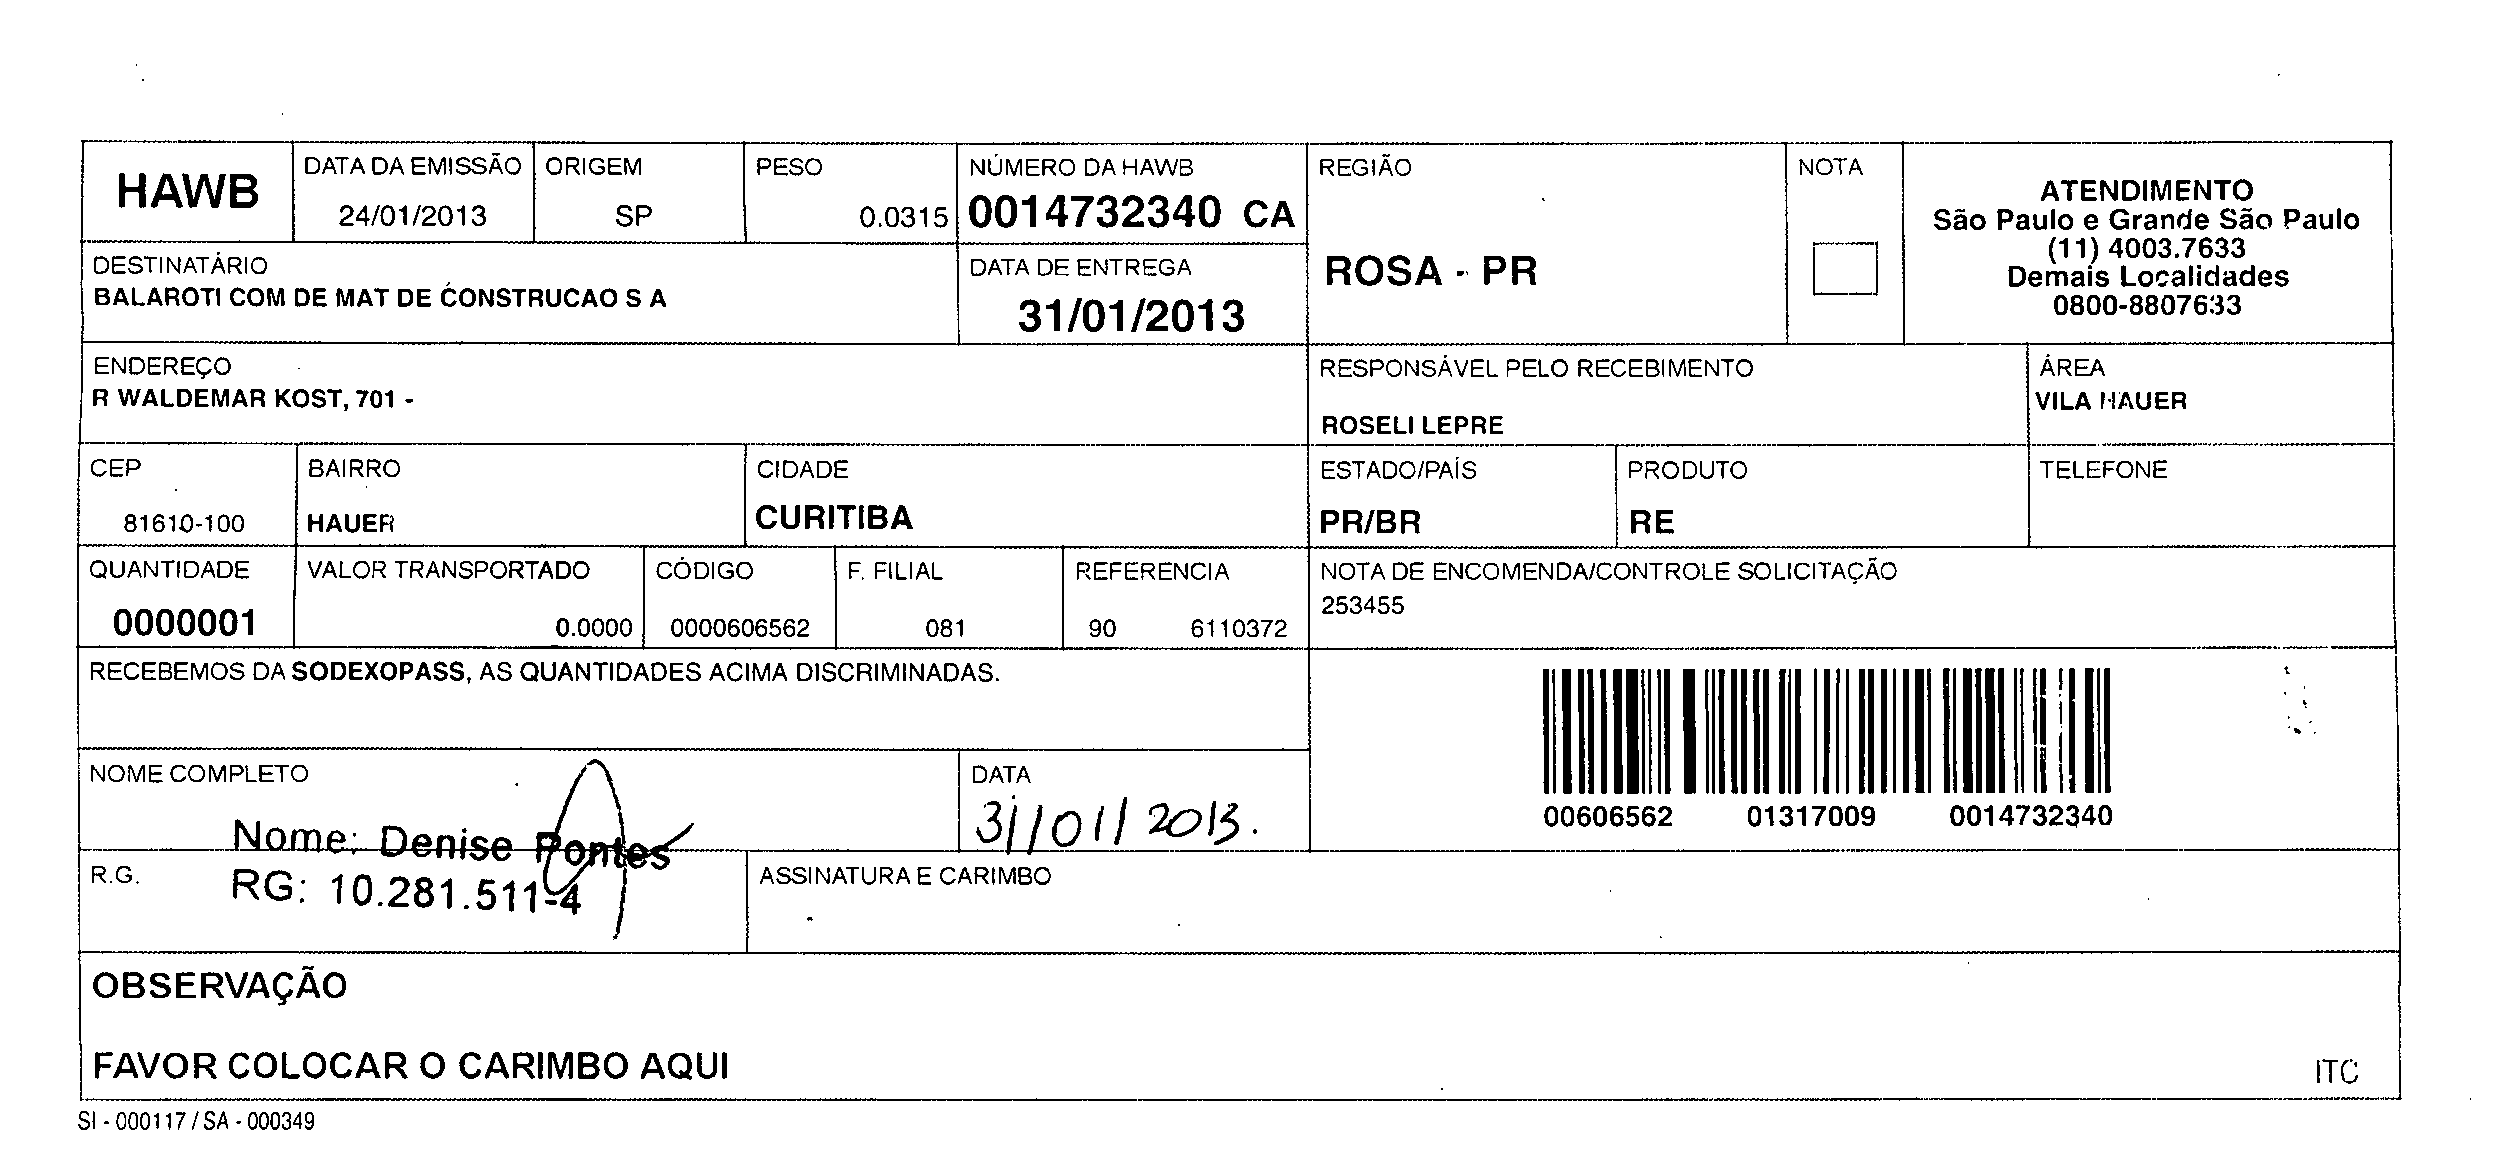 HAWB
DATA DA EMISSÃO
24/01/2013
ORIGEM
SP
PESO
0.0315
NÚMERO DA HAWB
0014732340 CA
REGIÃO
ROSA - PR
NOTA
ATENDIMENTO
São Paulo e Grande São Paulo
(11) 4003.7633
Demais Localidades
0800-8807633
DESTINATÁRIO
BALAROTI COM DE MAT DE CONSTRUCAO S A
DATA DE ENTREGA
31/01/2013
ENDEREÇO
R WALDEMAR KOST, 701 -
RESPONSÁVEL PELO RECEBIMENTO
ROSELI LEPRE
ÁREA
VILA HAUER
CEP
81610-100
BAIRRO
HAUER
CIDADE
CURITIBA
ESTADO/PAÍS
PR/BR
PRODUTO
RE
TELEFONE
QUANTIDADE
0000001
VALOR TRANSPORTADO
0.0000
CÓDIGO
0000606562
F. FILIAL
081
REFERENCIA
90 6110372
NOTA DE ENCOMENDA/CONTROLE SOLICITAÇÃO
253455
RECEBEMOS DA SODEXOPASS, AS QUANTIDADES ACIMA DISCRIMINADAS.
00606562 01317009 0014732340
NOME COMPLETO
Nome: Denise Pontes
DATA
31/01/2013.
R.G.
RG: 10.281.511-4
ASSINATURA E CARIMBO
OBSERVAÇÃO
FAVOR COLOCAR O CARIMBO AQUI
ITC
SI - 000117 / SA - 000349